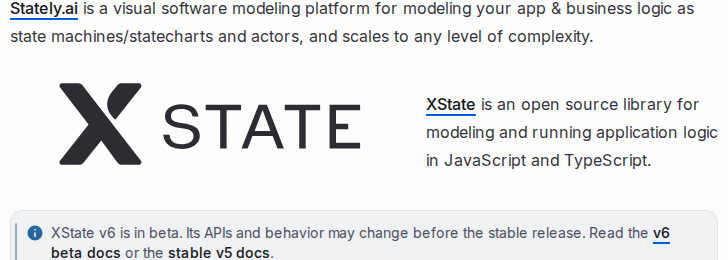 Stately.ai is a visual software modeling platform for modeling your app & business logic as
state machines/statecharts and actors, and scales to any level of complexity.
X STATE
XState is an open source library for
modeling and running application logic
in JavaScript and TypeScript.
XState v6 is in beta. Its APIs and behavior may change before the stable release. Read the v6
beta docs or the stable v5 docs.